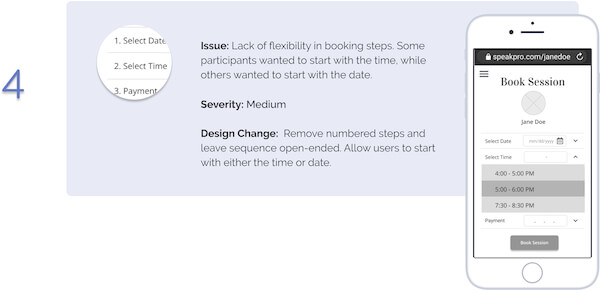 4
1. Select Date
2. Select Time
3. Payment
Issue: Lack of flexibility in booking steps. Some
participants wanted to start with the time, while
others wanted to start with the date.
Severity: Medium
Design Change: Remove numbered steps and
leave sequence open-ended. Allow users to start
with either the time or date.
speakpro.com/janedoe
Book Session
Jane Doe
Select Date mm/dd/yyyy
Select Time -
4:00 - 5:00 PM
5:00 - 6:00 PM
7:30 - 8:30 PM
Payment . . .
Book Session